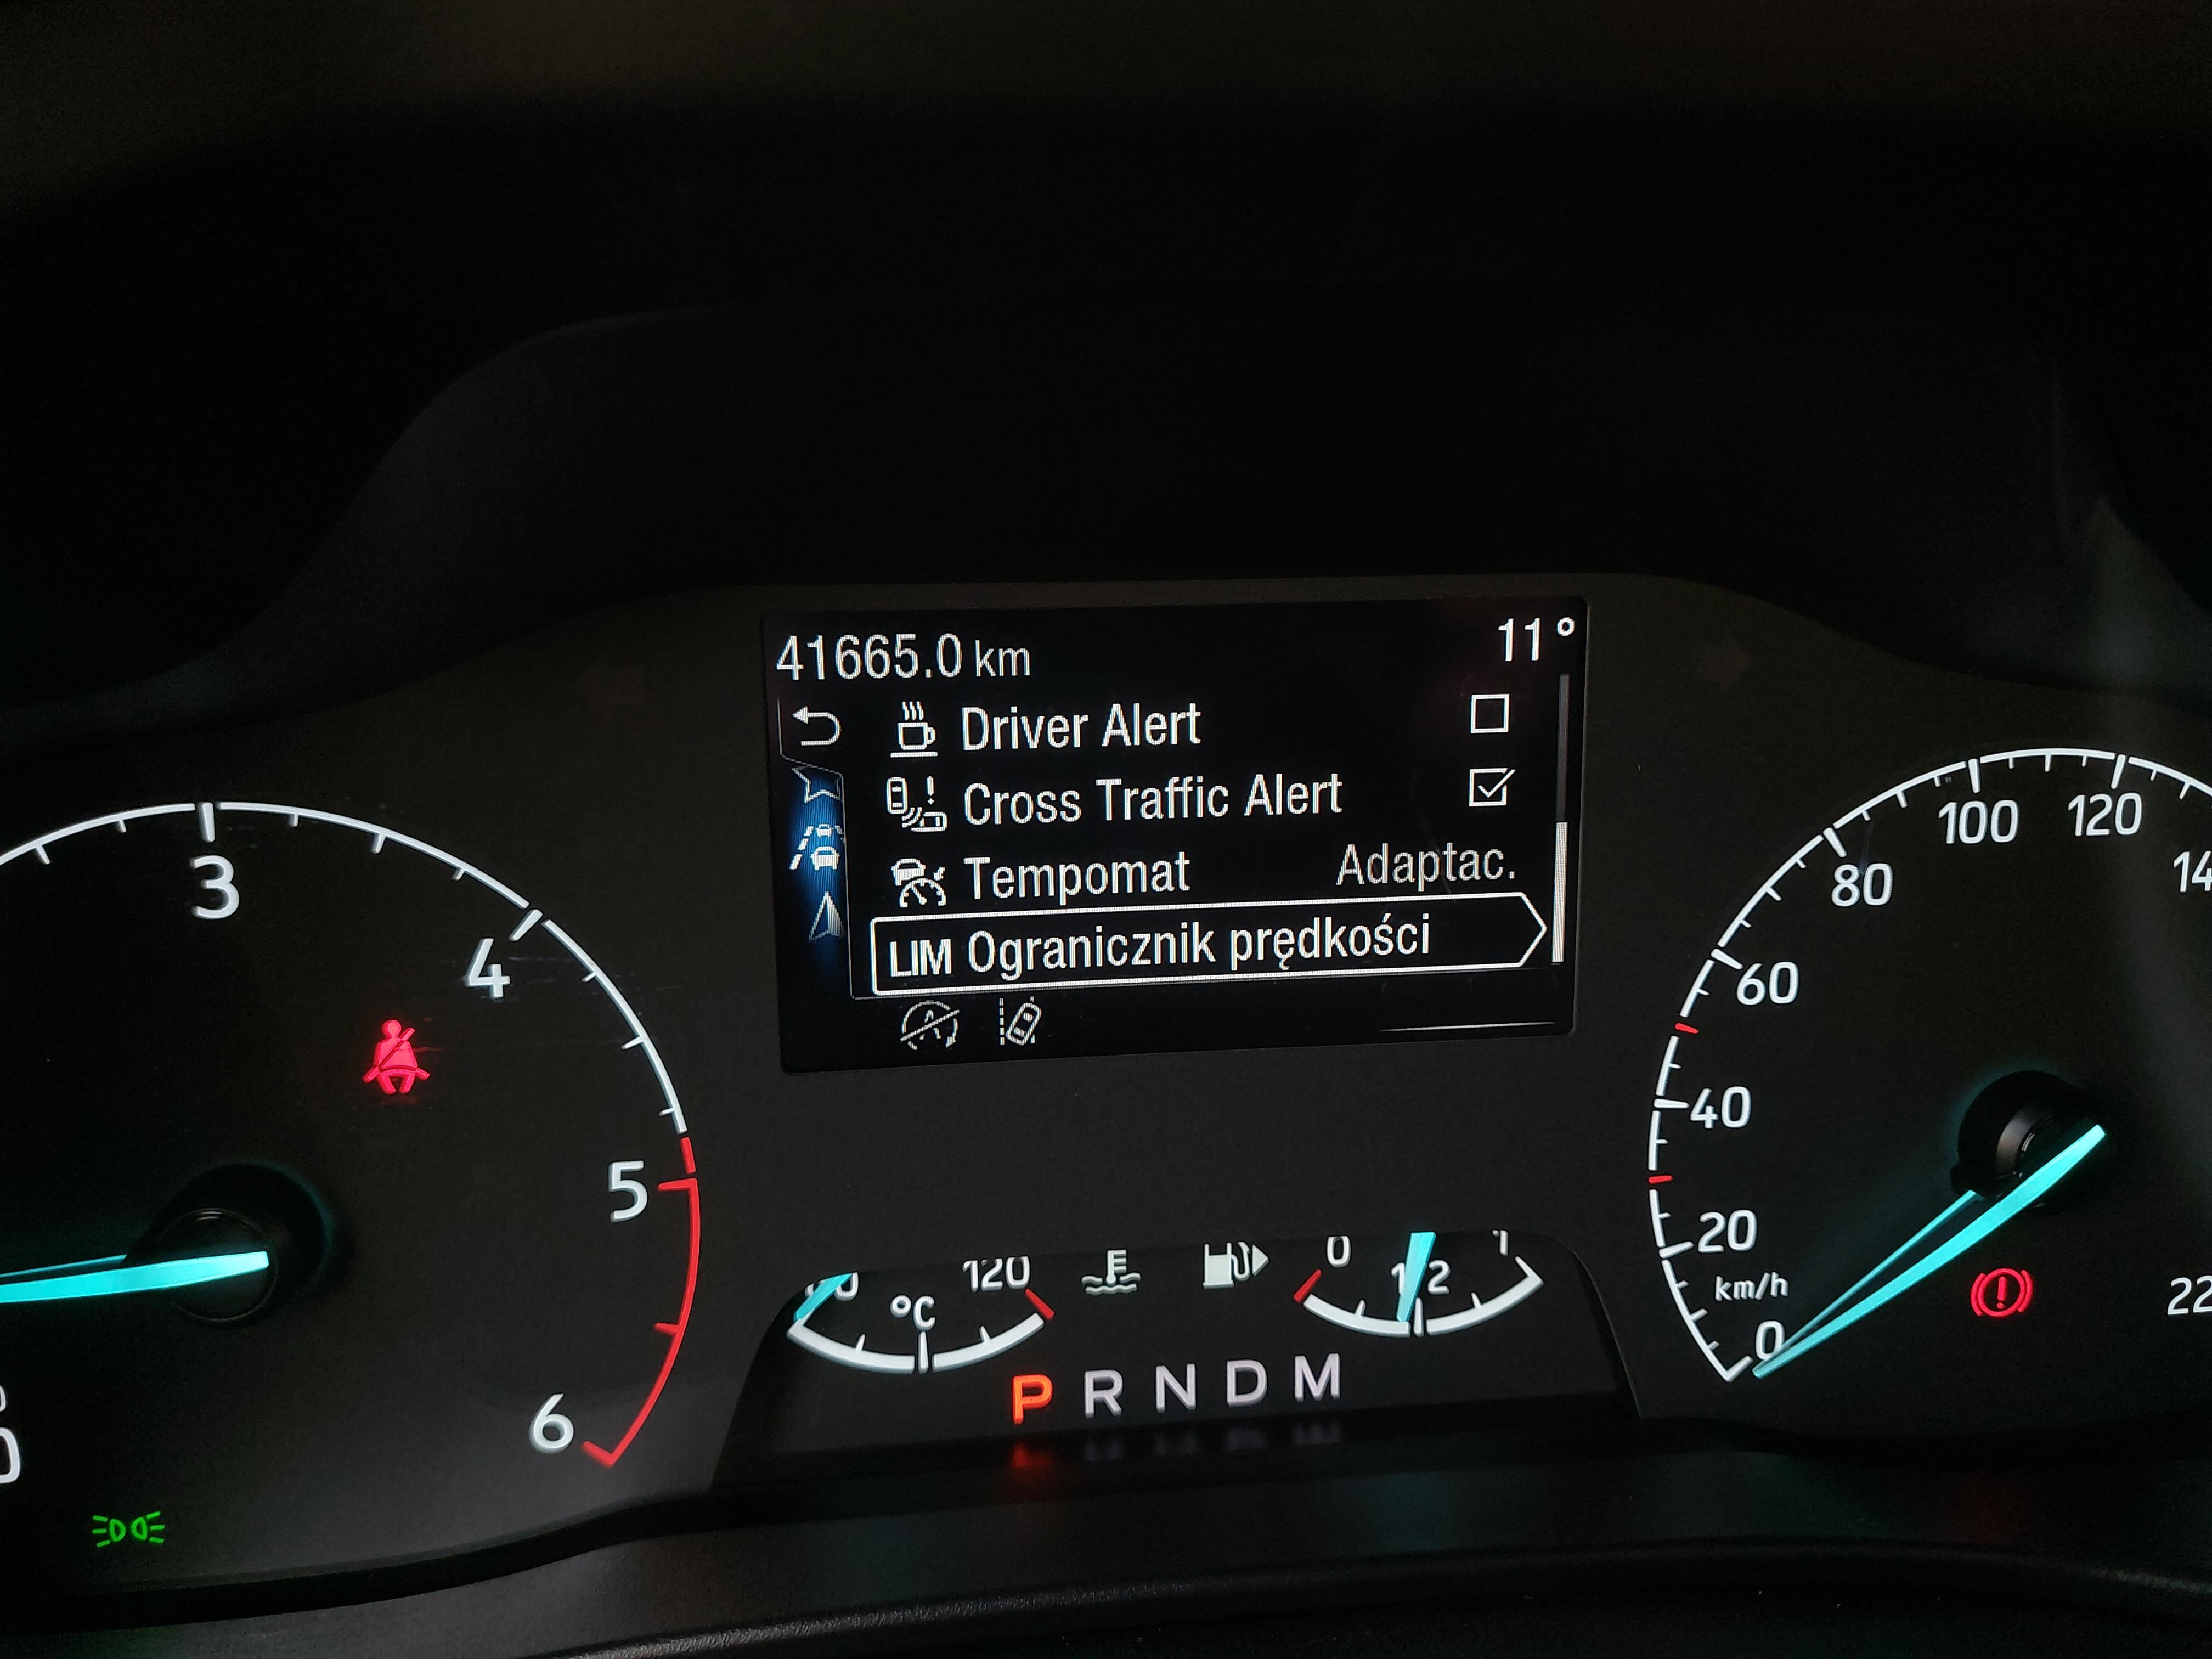 41665.0 km 11°
Driver Alert
Cross Traffic Alert
Tempomat Adaptac.
LIM Ogranicznik prędkości
3
4
5
6
100 120
80
60
40
20
km/h
0
120
°C
0 1/2 1
P R N D M